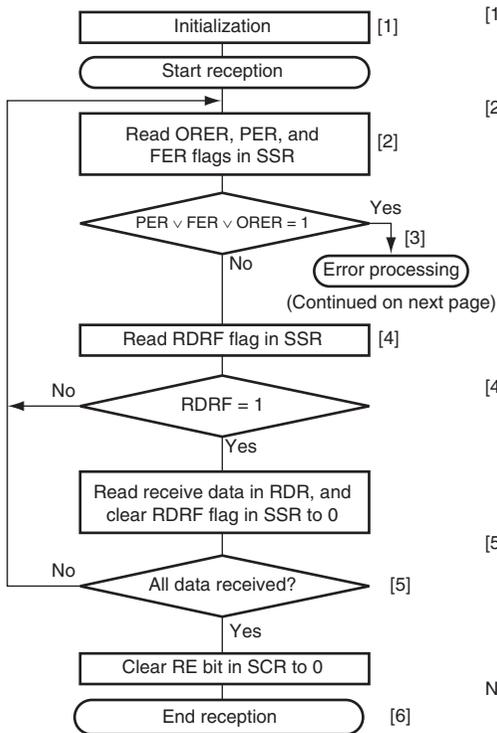 Initialization [1]
Start reception
Read ORER, PER, and
FER flags in SSR
[2]
PER ∨ FER ∨ ORER = 1
Yes
[3]
Error processing
(Continued on next page)
No
Read RDRF flag in SSR [4]
RDRF = 1
No
Yes
Read receive data in RDR, and
clear RDRF flag in SSR to 0
All data received? [5]
No
Yes
Clear RE bit in SCR to 0
End reception [6]
[1
[2
[4
[5
N